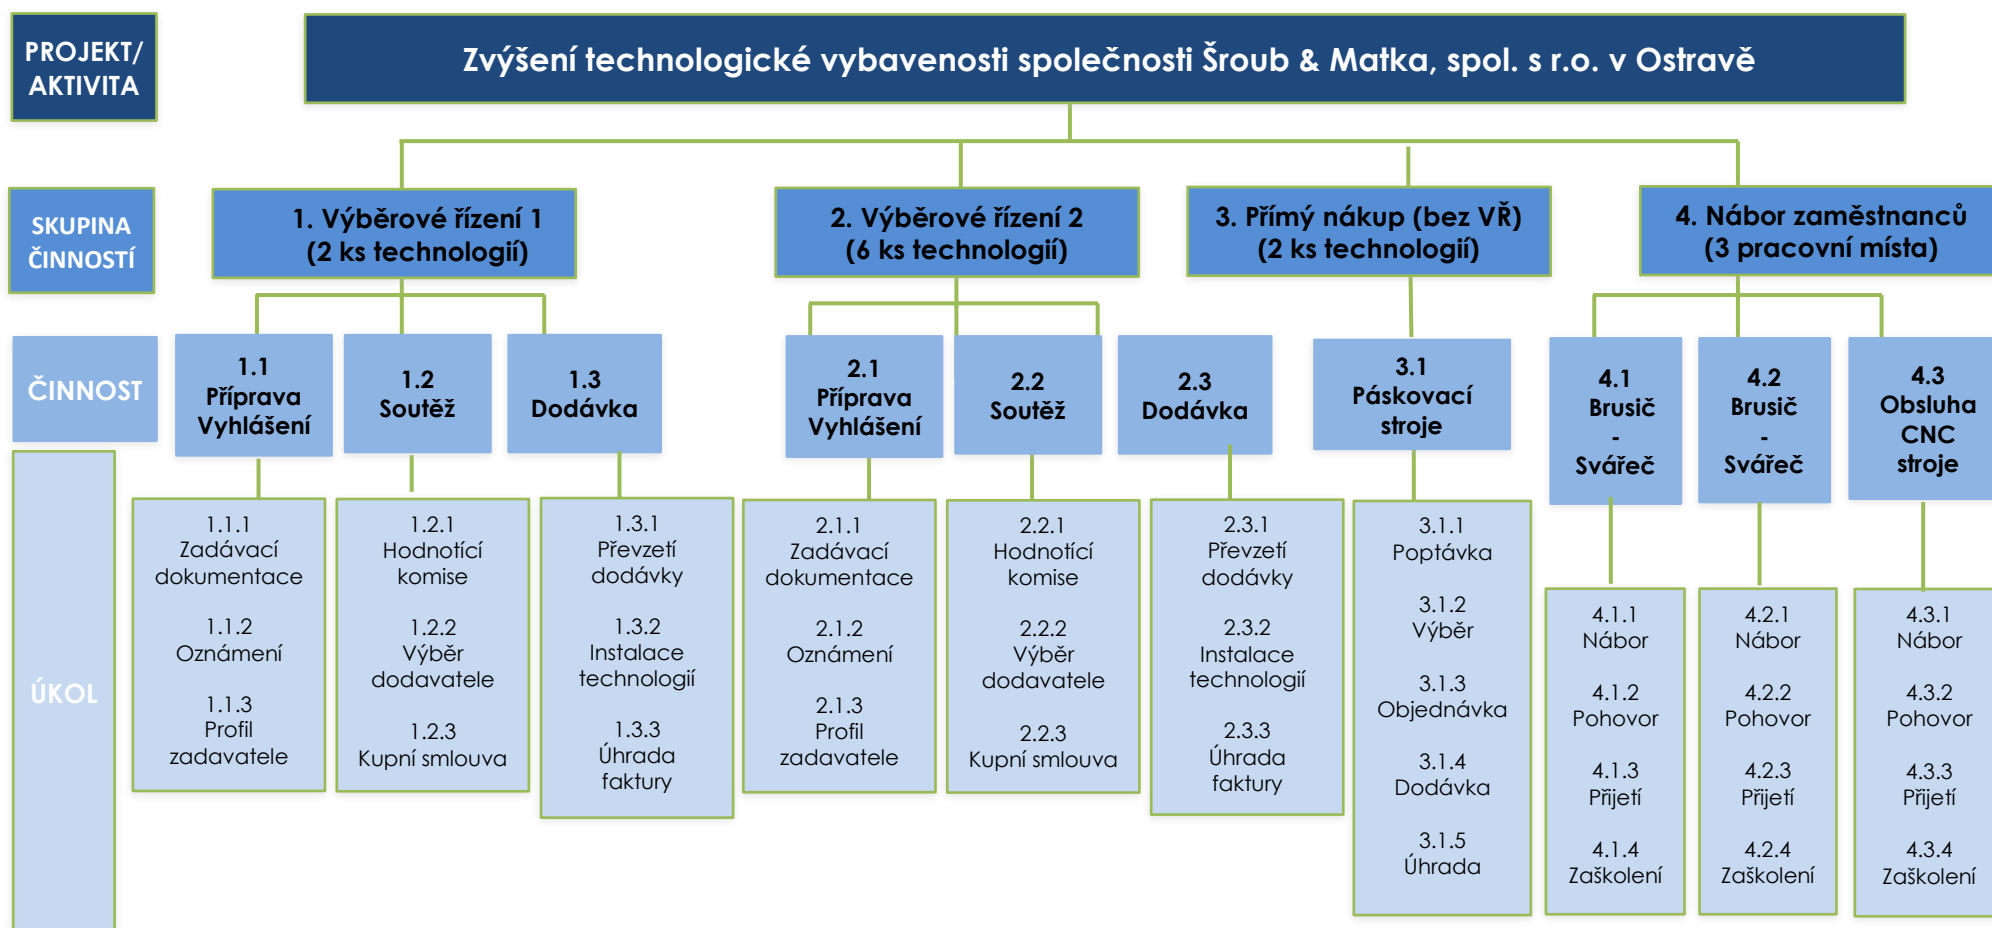 PROJEKT/
AKTIVITA
Zvýšení technologické vybavenosti společnosti Šroub & Matka, spol. s r.o. v Ostravě
SKUPINA
ČINNOSTÍ
1. Výběrové řízení 1
(2 ks technologií)
2. Výběrové řízení 2
(6 ks technologií)
3. Přímý nákup (bez VŘ)
(2 ks technologií)
4. Nábor zaměstnanců
(3 pracovní místa)
ČINNOST
1.1
Příprava
Vyhlášení
1.2
Soutěž
1.3
Dodávka
2.1
Příprava
Vyhlášení
2.2
Soutěž
2.3
Dodávka
3.1
Páskovací
stroje
4.1
Brusič
-
Svářeč
4.2
Brusič
-
Svářeč
4.3
Obsluha
CNC
stroje
ÚKOL
1.1.1
Zadávací
dokumentace
1.1.2
Oznámení
1.1.3
Profil
zadavatele
1.2.1
Hodnotící
komise
1.2.2
Výběr
dodavatele
1.2.3
Kupní smlouva
1.3.1
Převzetí
dodávky
1.3.2
Instalace
technologií
1.3.3
Úhrada
faktury
2.1.1
Zadávací
dokumentace
2.1.2
Oznámení
2.1.3
Profil
zadavatele
2.2.1
Hodnotící
komise
2.2.2
Výběr
dodavatele
2.2.3
Kupní smlouva
2.3.1
Převzetí
dodávky
2.3.2
Instalace
technologií
2.3.3
Úhrada
faktury
3.1.1
Poptávka
3.1.2
Výběr
3.1.3
Objednávka
3.1.4
Dodávka
3.1.5
Úhrada
4.1.1
Nábor
4.1.2
Pohovor
4.1.3
Přijetí
4.1.4
Zaškolení
4.2.1
Nábor
4.2.2
Pohovor
4.2.3
Přijetí
4.2.4
Zaškolení
4.3.1
Nábor
4.3.2
Pohovor
4.3.3
Přijetí
4.3.4
Zaškolení